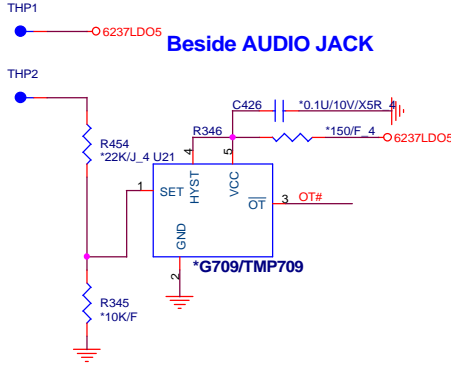 THP1
6237LDO5
Beside AUDIO JACK
THP2
C426
*0.1U/10V/X5R_4
R346
*150/F_4
6237LDO5
R454
*22K/J_4
U21
4
5
1
SET
HYST
VCC
OT
3
OT#
GND
2
*G709/TMP709
R345
*10K/F